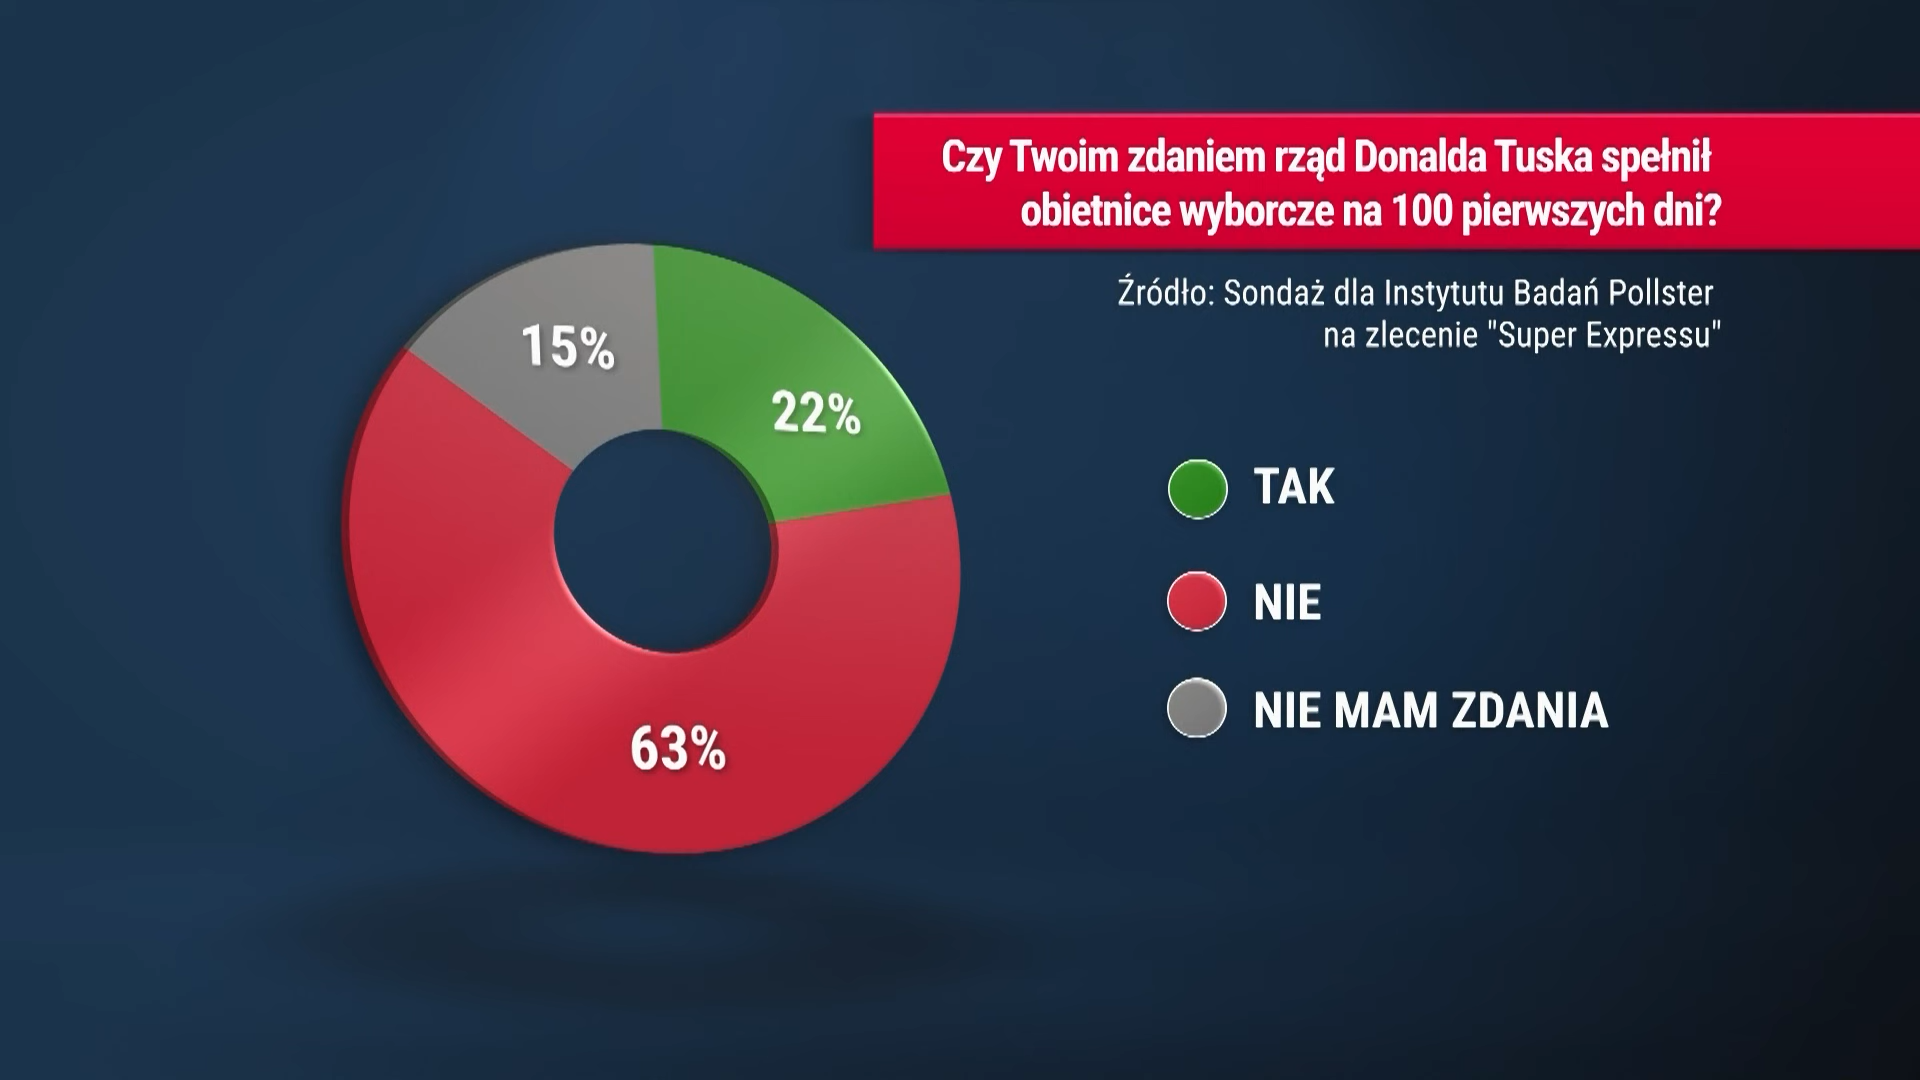 Czy Twoim zdaniem rząd Donalda Tuska spełnił
obietnice wyborcze na 100 pierwszych dni?
Źródło: Sondaż dla Instytutu Badań Pollster
na zlecenie "Super Expressu"
15%
22%
63%
TAK
NIE
NIE MAM ZDANIA